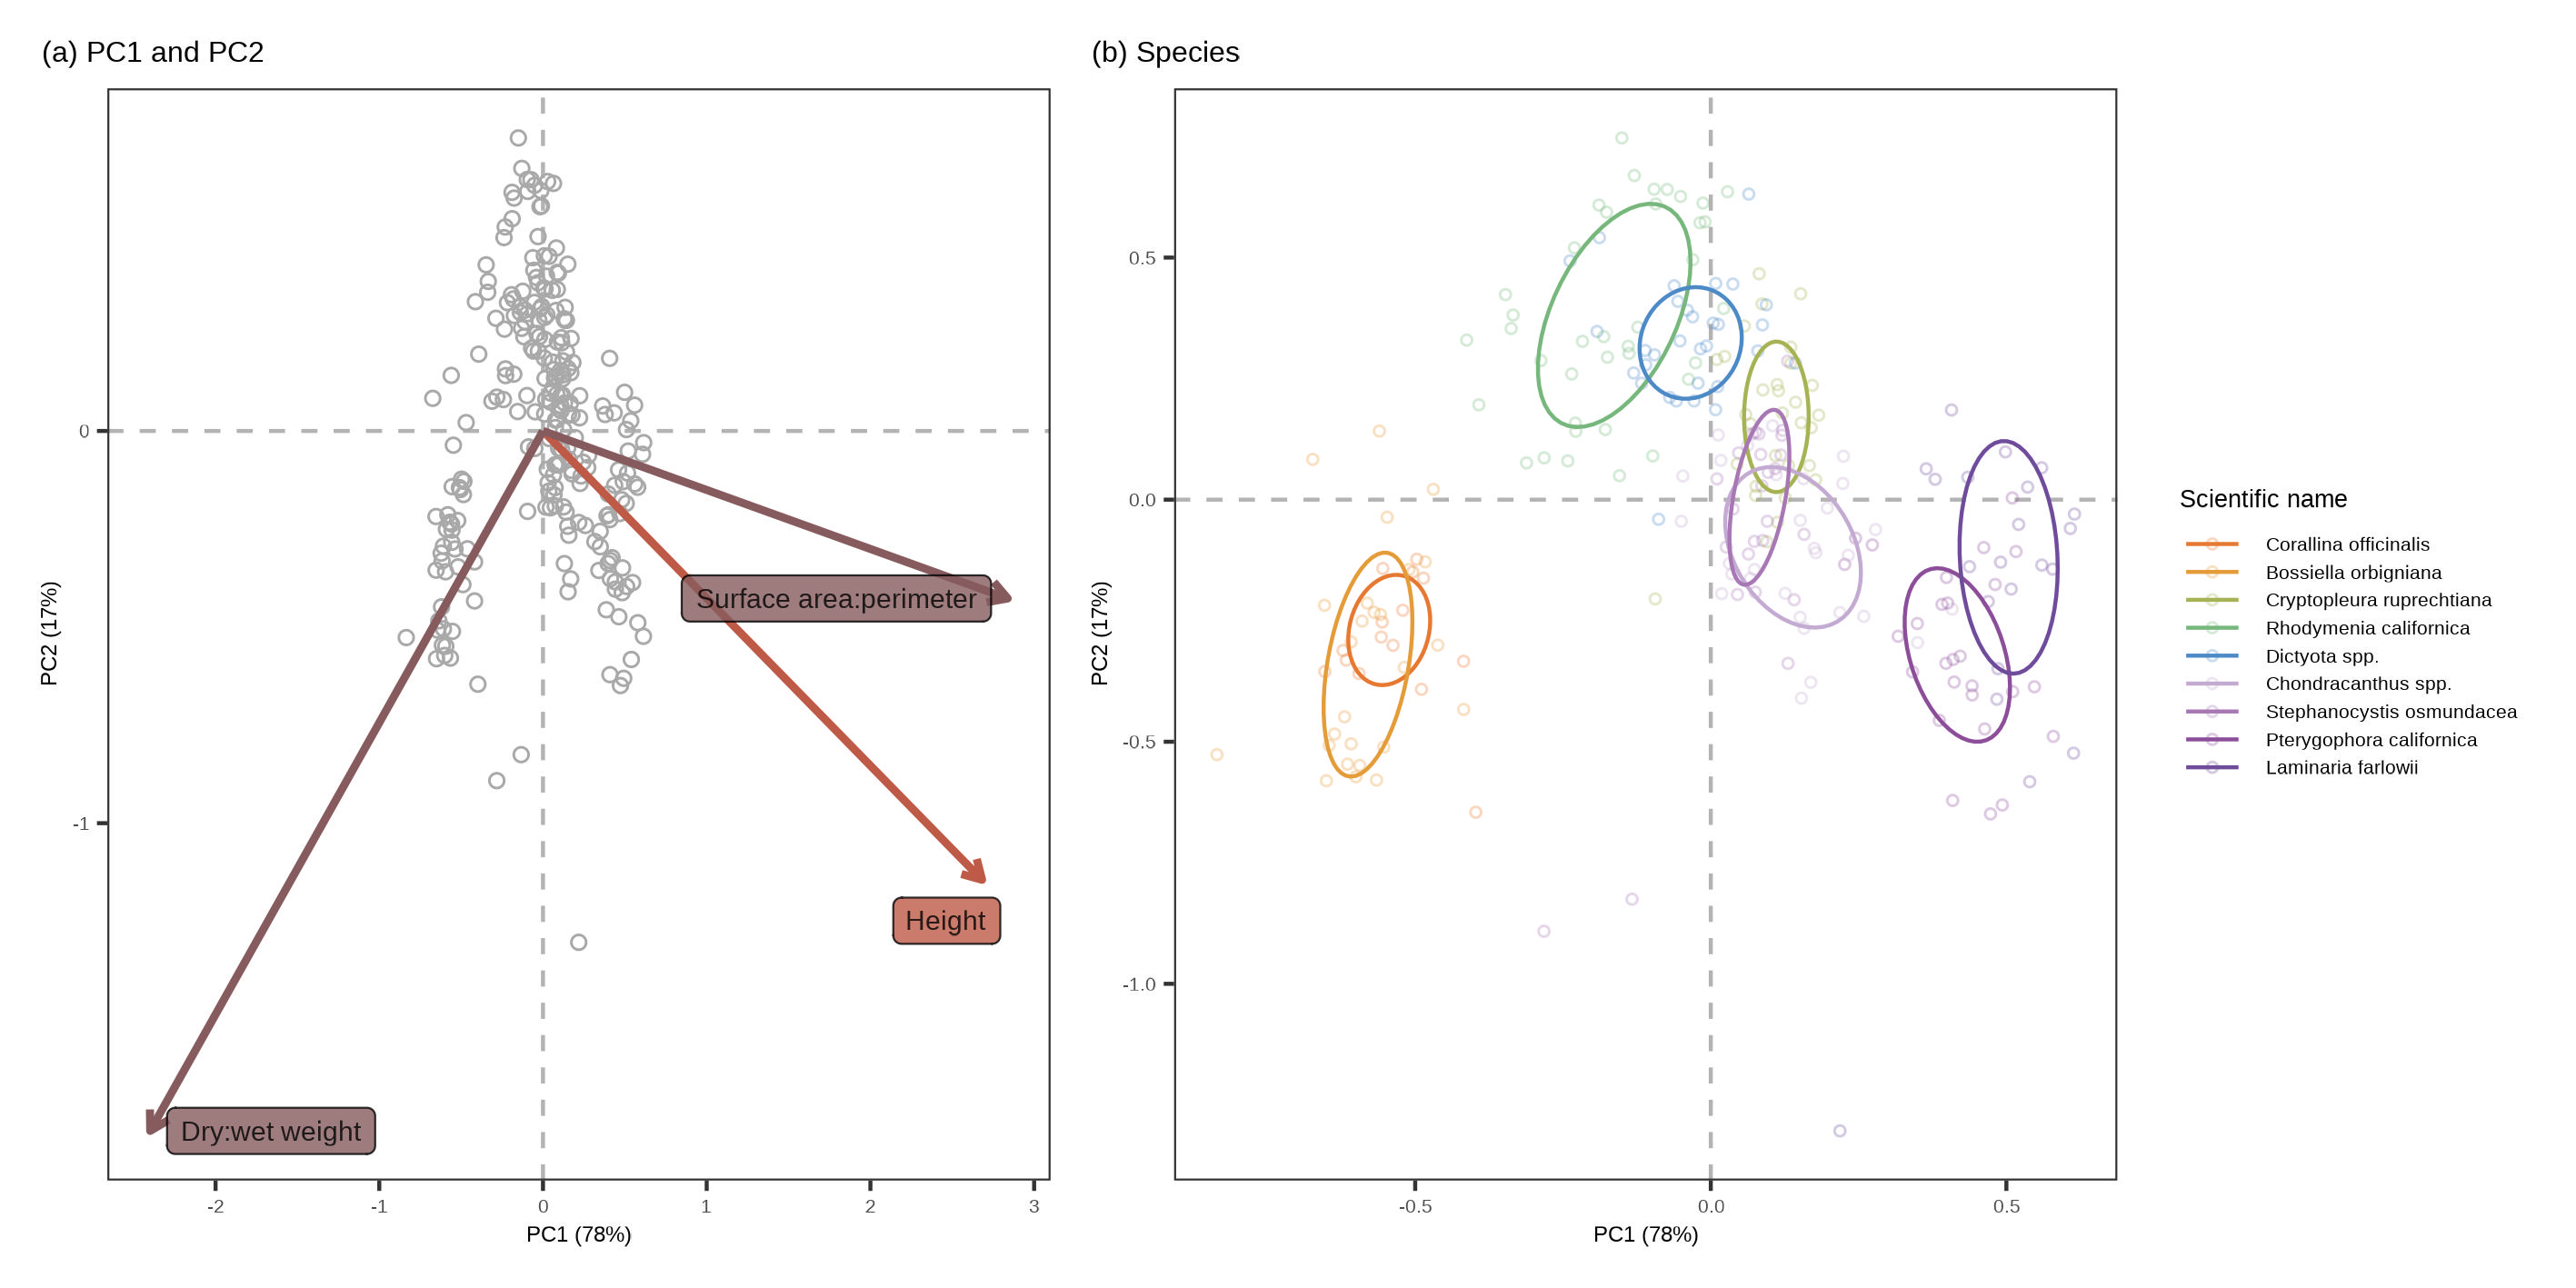 (a) PC1 and PC2
0
-1
-2
-1
0
1
2
3
PC1 (78%)
PC2 (17%)
Surface area:perimeter
Height
Dry:wet weight
(b) Species
0.5
0.0
-0.5
-1.0
-0.5
0.0
0.5
PC1 (78%)
PC2 (17%)
Scientific name
Corallina officinalis
Bossiella orbigniana
Cryptopleura ruprechtiana
Rhodymenia californica
Dictyota spp.
Chondracanthus spp.
Stephanocystis osmundacea
Pterygophora californica
Laminaria farlowii